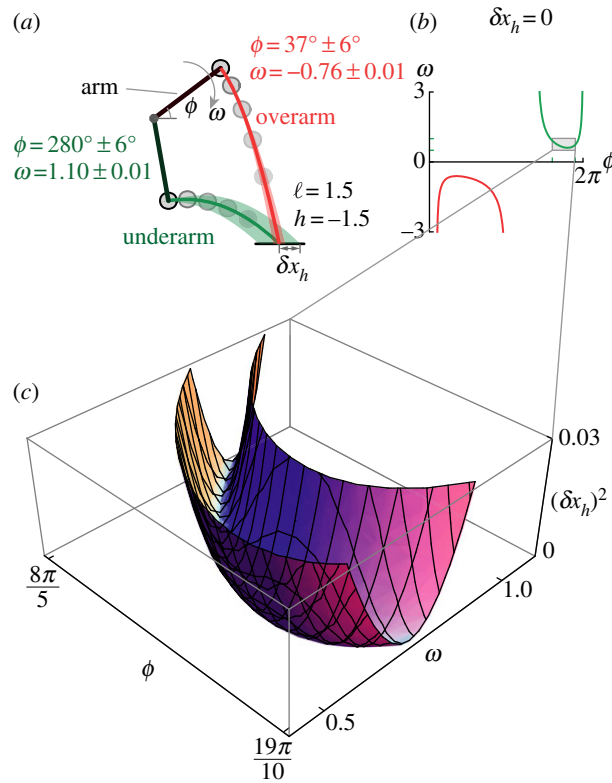 (a)
ϕ = 37° ± 6°
ω = −0.76 ± 0.01
arm
ϕ
ω
overarm
ϕ = 280° ± 6°
ω = 1.10 ± 0.01
ℓ = 1.5
h = −1.5
underarm
δx_h
(b)
δx_h = 0
ω
3
0
2π
ϕ
−3
(c)
0.03
(δx_h)²
0
8π/5
1.0
ϕ
ω
0.5
19π/10